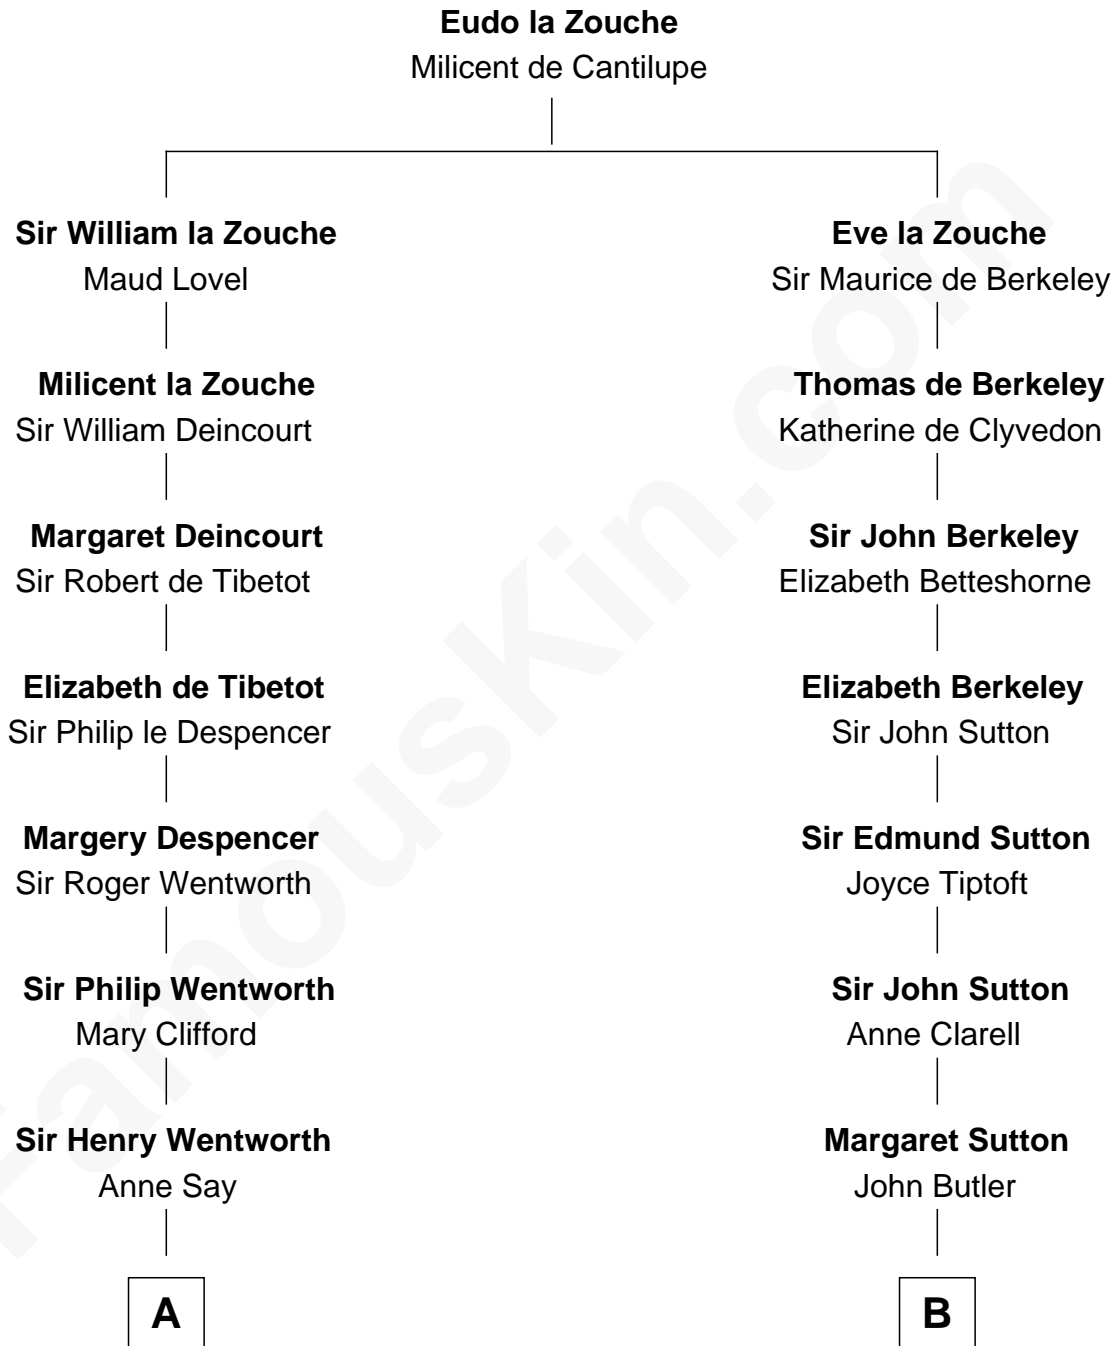 Eudo la Zouche
Milicent de Cantilupe
Sir William la Zouche
Maud Lovel
Eve la Zouche
Sir Maurice de Berkeley
Milicent la Zouche
Sir William Deincourt
Thomas de Berkeley
Katherine de Clyvedon
Margaret Deincourt
Sir Robert de Tibetot
Sir John Berkeley
Elizabeth Betteshorne
Elizabeth de Tibetot
Sir Philip le Despencer
Elizabeth Berkeley
Sir John Sutton
Margery Despencer
Sir Roger Wentworth
Sir Edmund Sutton
Joyce Tiptoft
Sir Philip Wentworth
Mary Clifford
Sir John Sutton
Anne Clarell
Sir Henry Wentworth
Anne Say
Margaret Sutton
John Butler
A
B
FamousKin.com